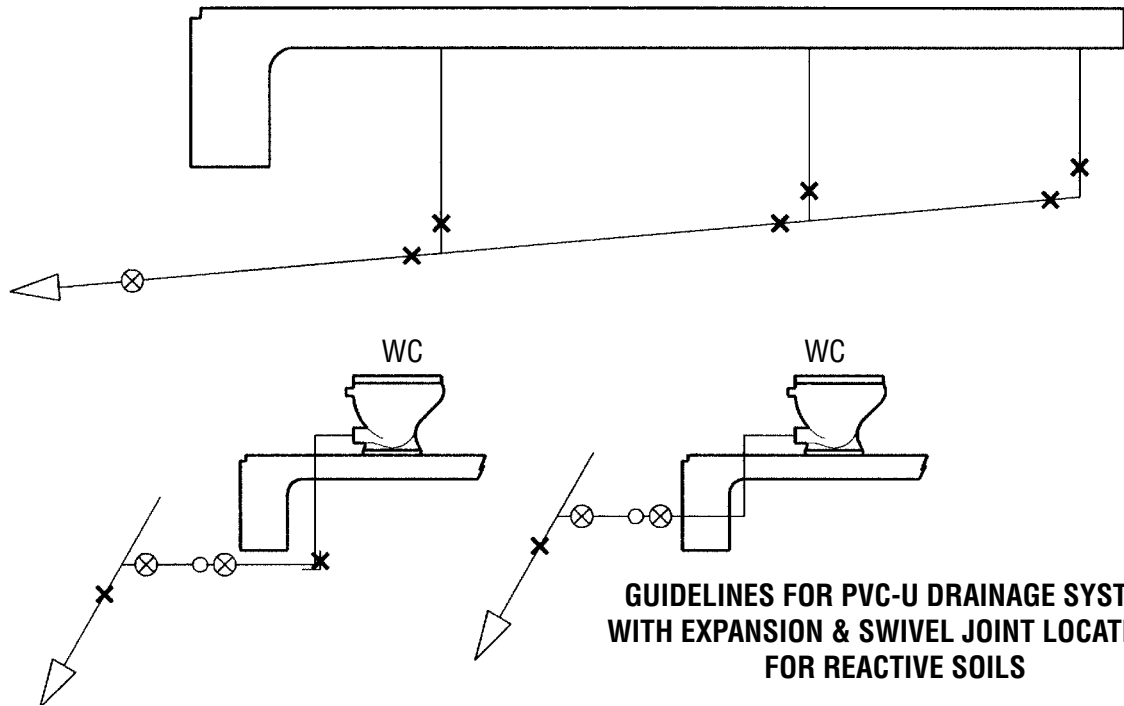 WC
WC
GUIDELINES FOR PVC-U DRAINAGE SYST
WITH EXPANSION & SWIVEL JOINT LOCATI
FOR REACTIVE SOILS